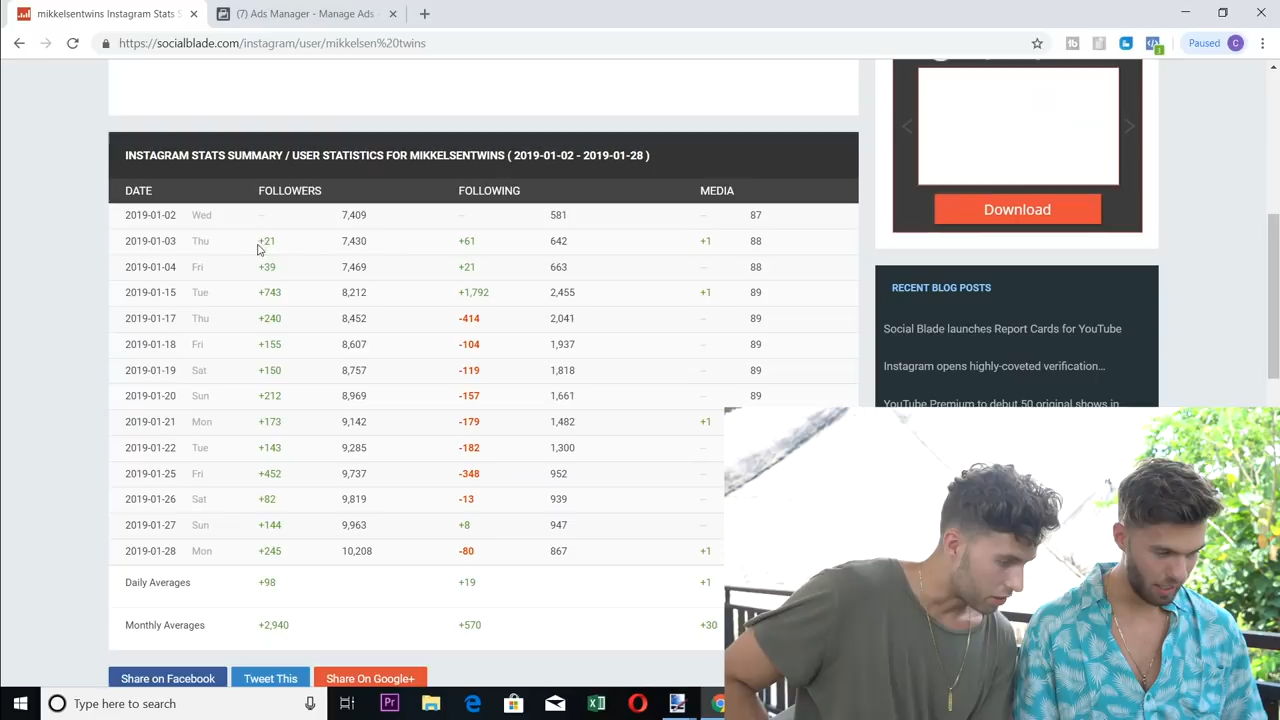 mikkelsentwins Instagram Stats S
(7) Ads Manager - Manage Ads -
https://socialblade.com/instagram/user/mikkelsen%20twins
Paused C
INSTAGRAM STATS SUMMARY / USER STATISTICS FOR MIKKELSENTWINS ( 2019-01-02 - 2019-01-28 )
DATE FOLLOWERS FOLLOWING MEDIA
2019-01-02 Wed -- 7,409 -- 581 -- 87
2019-01-03 Thu +21 7,430 +61 642 +1 88
2019-01-04 Fri +39 7,469 +21 663 -- 88
2019-01-15 Tue +743 8,212 +1,792 2,455 +1 89
2019-01-17 Thu +240 8,452 -414 2,041 -- 89
2019-01-18 Fri +155 8,607 -104 1,937 -- 89
2019-01-19 Sat +150 8,757 -119 1,818 -- 89
2019-01-20 Sun +212 8,969 -157 1,661 -- 89
2019-01-21 Mon +173 9,142 -179 1,482 +1
2019-01-22 Tue +143 9,285 -182 1,300 --
2019-01-25 Fri +452 9,737 -348 952 --
2019-01-26 Sat +82 9,819 -13 939 --
2019-01-27 Sun +144 9,963 +8 947 --
2019-01-28 Mon +245 10,208 -80 867 +1
Daily Averages +98 +19 +1
Monthly Averages +2,940 +570 +30
Share on Facebook Tweet This Share On Google+
Download
RECENT BLOG POSTS
Social Blade launches Report Cards for YouTube
Instagram opens highly-coveted verification...
YouTube Premium to debut 50 original shows in
Type here to search
Pr